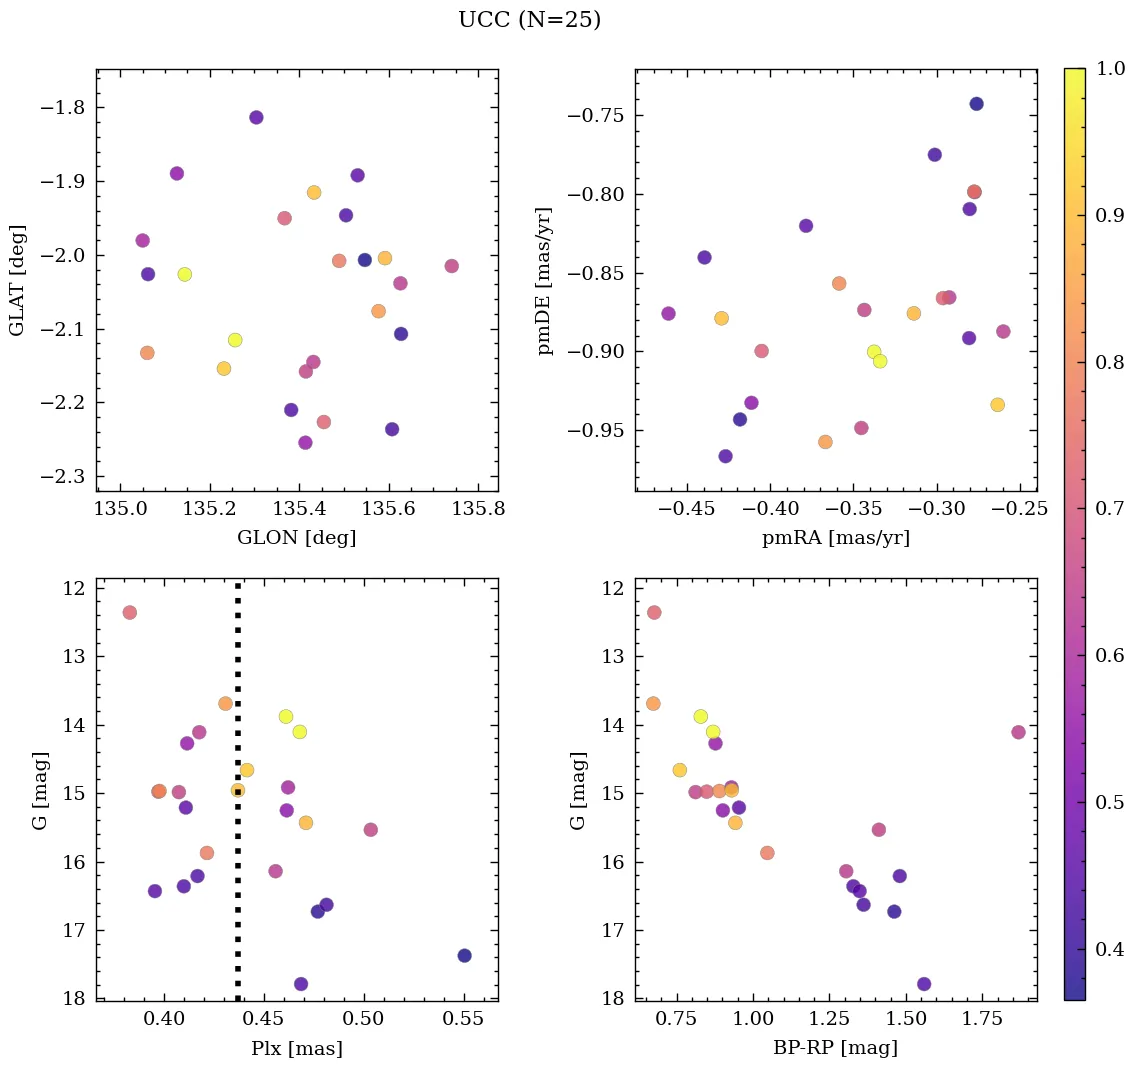 UCC (N=25)
−1.8
−1.9
−2.0
−2.1
−2.2
−2.3
GLAT [deg]
135.0 135.2 135.4 135.6 135.8
GLON [deg]
−0.75
−0.80
−0.85
−0.90
−0.95
pmDE [mas/yr]
−0.45 −0.40 −0.35 −0.30 −0.25
pmRA [mas/yr]
12
13
14
15
16
17
18
G [mag]
0.40 0.45 0.50 0.55
Plx [mas]
12
13
14
15
16
17
18
G [mag]
0.75 1.00 1.25 1.50 1.75
BP-RP [mag]
1.0
0.9
0.8
0.7
0.6
0.5
0.4